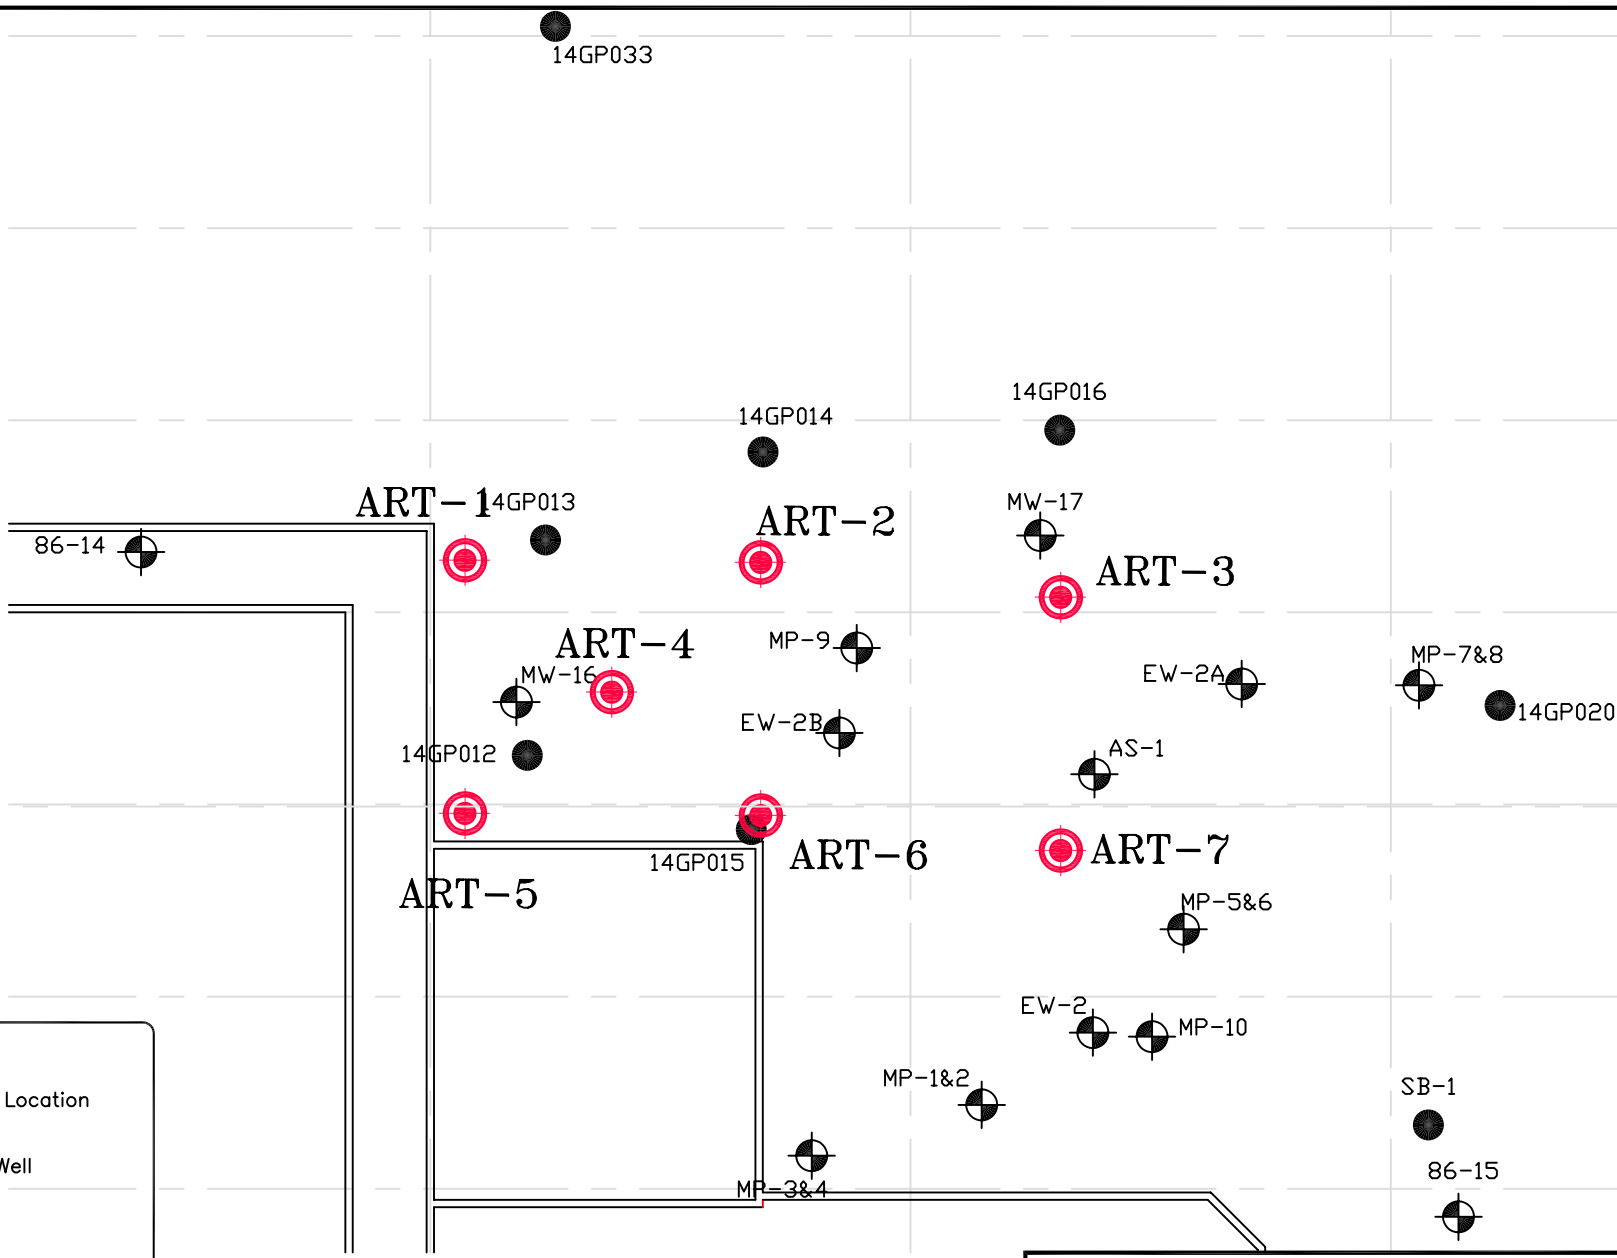 14GP033
14GP016
14GP014
ART-1
14GP013
MW-17
ART-2
86-14
ART-3
MP-9
ART-4
MP-7&8
EW-2A
MW-16
14GP020
EW-2B
AS-1
14GP012
ART-7
ART-6
14GP015
ART-5
MP-5&6
EW-2
MP-10
MP-1&2
SB-1
Location
Well
86-15
MP-3&4